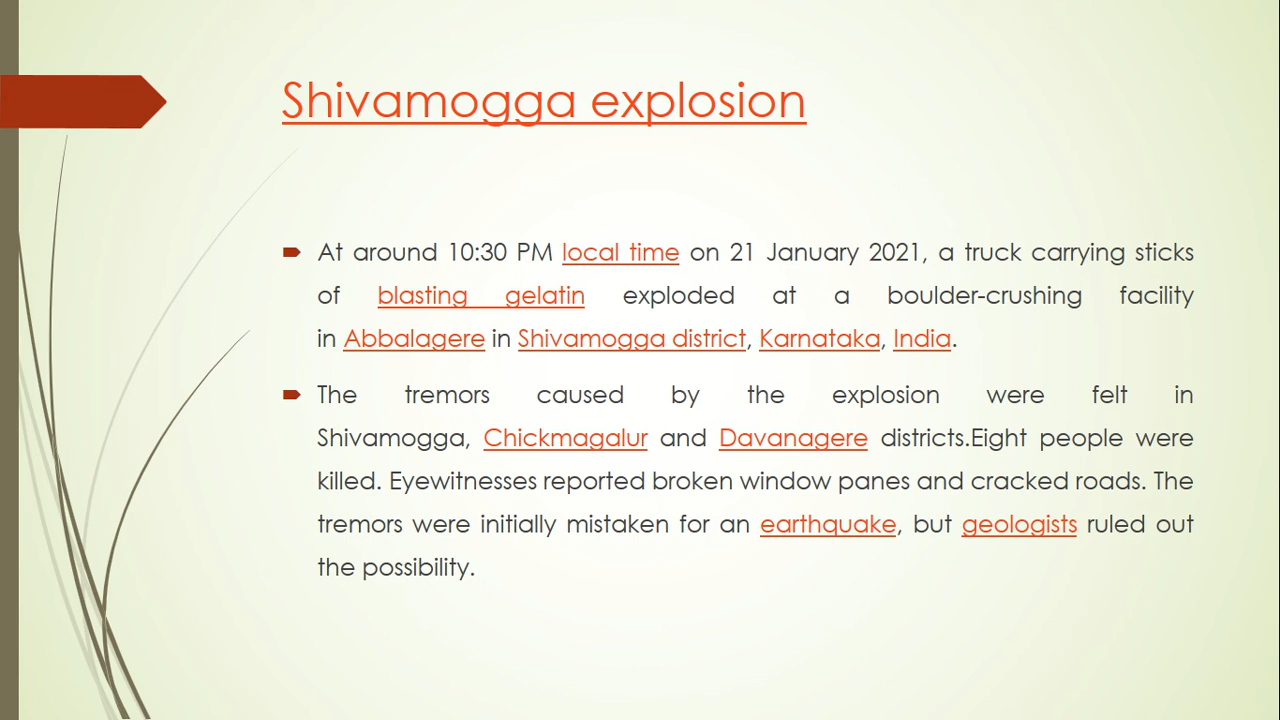 Shivamogga explosion
At around 10:30 PM local time on 21 January 2021, a truck carrying sticks
of blasting gelatin exploded at a boulder-crushing facility
in Abbalagere in Shivamogga district, Karnataka, India.
The tremors caused by the explosion were felt in
Shivamogga, Chickmagalur and Davanagere districts.Eight people were
killed. Eyewitnesses reported broken window panes and cracked roads. The
tremors were initially mistaken for an earthquake, but geologists ruled out
the possibility.